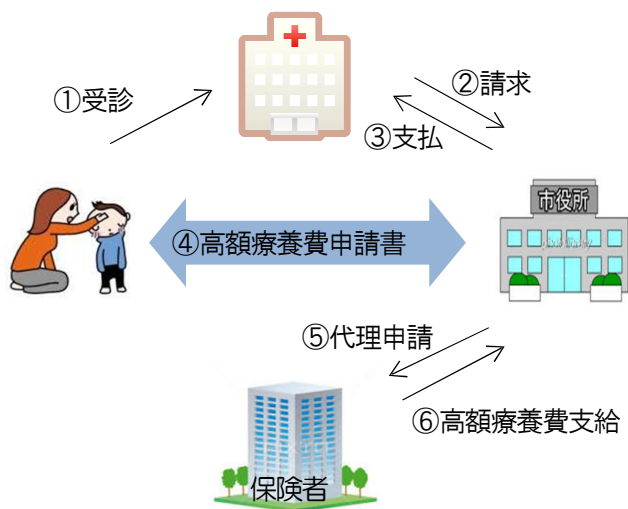 ①受診
②請求
③支払
市役所
④高額療養費申請書
⑤代理申請
⑥高額療養費支給
保険者